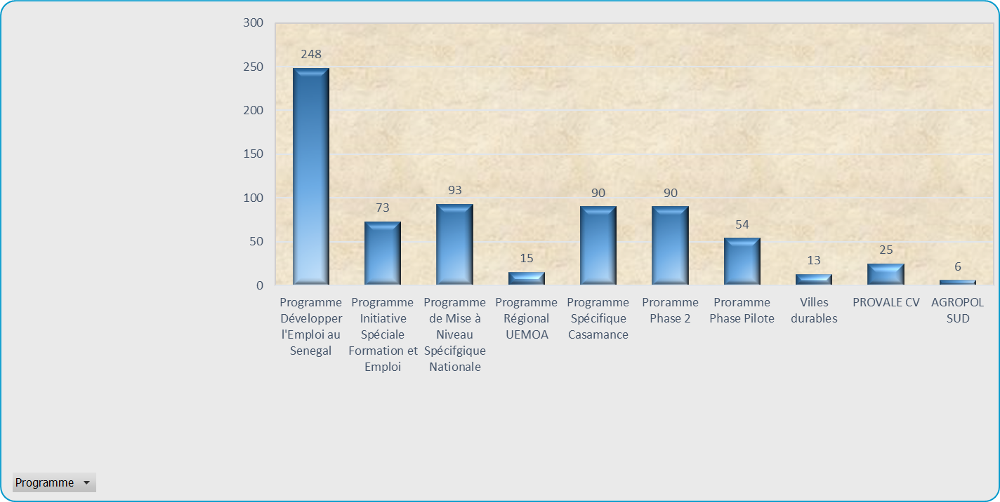 300
250
200
150
100
50
0
248
73
93
15
90
90
54
13
25
6
Programme
Développer
l'Emploi au
Senegal
Programme
Initiative
Spéciale
Formation et
Emploi
Programme
de Mise à
Niveau
Spécifgique
Nationale
Programme
Régional
UEMOA
Programme
Spécifique
Casamance
Proramme
Phase 2
Proramme
Phase Pilote
Villes
durables
PROVALE CV
AGROPOL
SUD
Programme